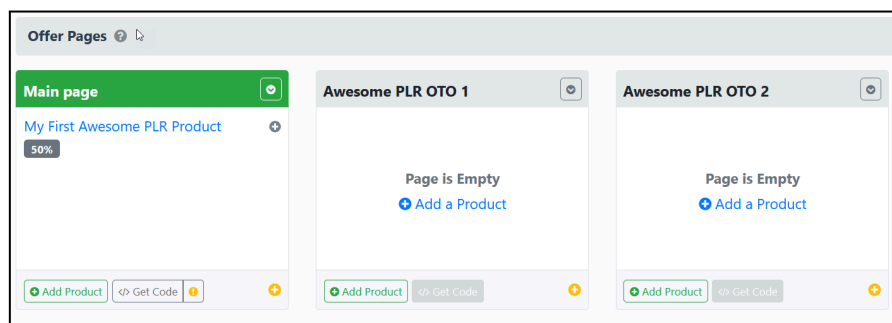 Offer Pages
Main page
My First Awesome PLR Product
50%
Add Product
</> Get Code
Awesome PLR OTO 1
Page is Empty
Add a Product
Add Product
</> Get Code
Awesome PLR OTO 2
Page is Empty
Add a Product
Add Product
</> Get Code